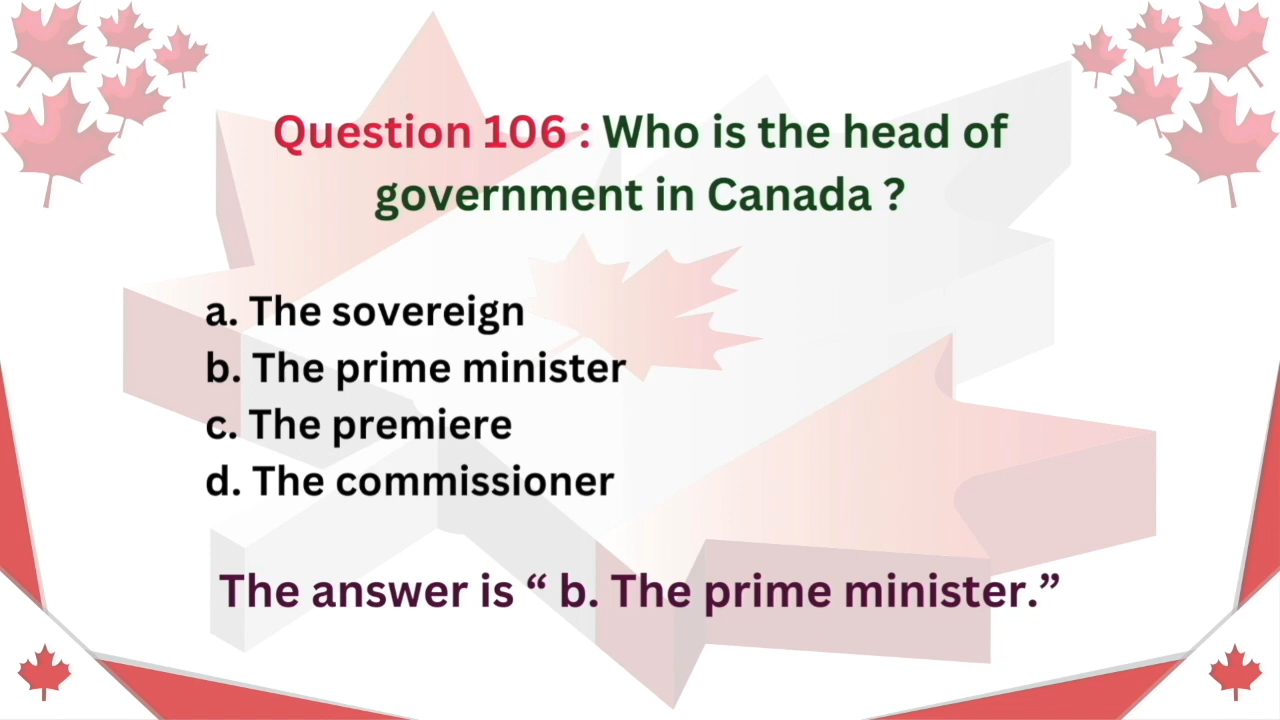 Question 106 : Who is the head of
government in Canada ?
a. The sovereign
b. The prime minister
c. The premiere
d. The commissioner
The answer is “ b. The prime minister.”